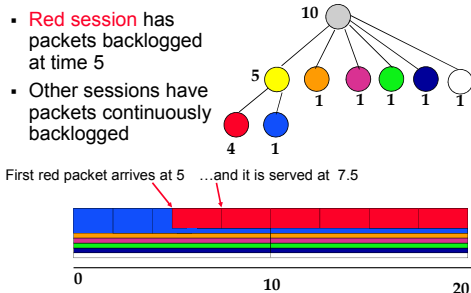 ▪ Red session has
packets backlogged
at time 5
▪ Other sessions have
packets continuously
backlogged
10
5
1 1 1 1 1
4 1
First red packet arrives at 5 …and it is served at 7.5
0 10 20